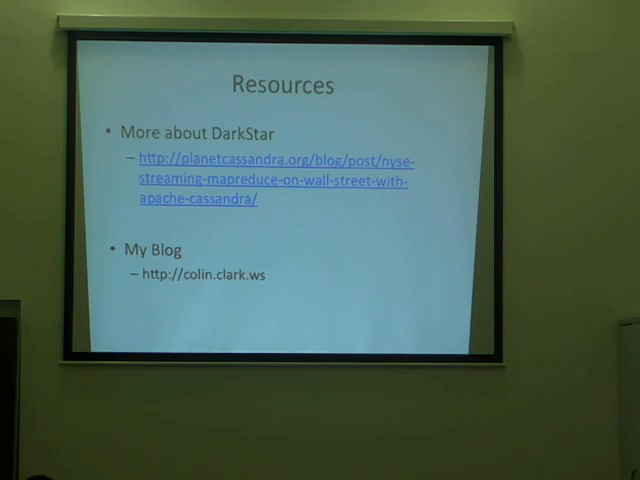 Resources
• More about DarkStar
– http://planetcassandra.org/blog/post/nyse-
streaming-mapreduce-on-wall-street-with-
apache-cassandra/
• My Blog
– http://colin.clark.ws